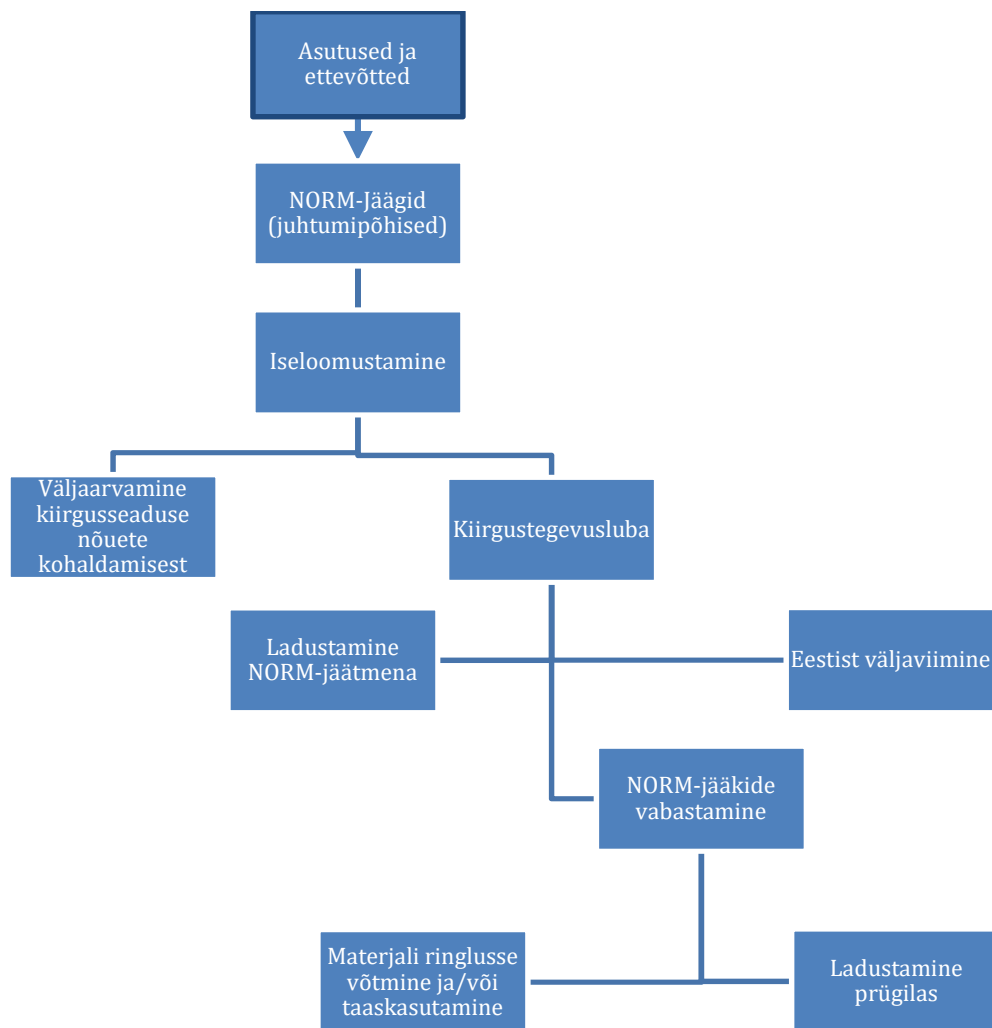 Asutused ja
ettevõtted
NORM-Jäägid
(juhtumipõhised)
Iseloomustamine
Väljaarvamine
kiirgusseaduse
nõuete
kohaldamisest
Kiirgustegevusluba
Ladustamine
NORM-jäätmena
Eestist väljaviimine
NORM-jääkide
vabastamine
Materjali ringlusse
võtmine ja/või
taaskasutamine
Ladustamine
prügilas